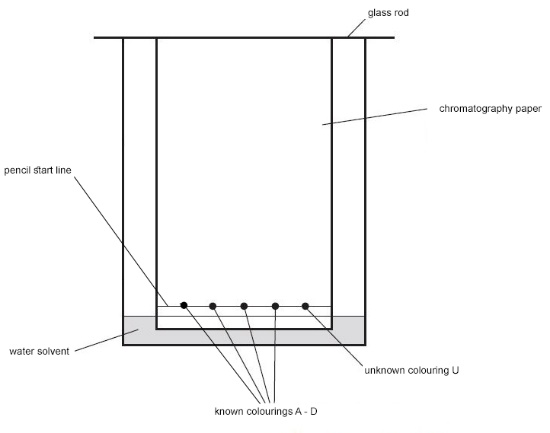 glass rod
chromatography paper
pencil start line
water solvent
unknown colouring U
known colourings A - D